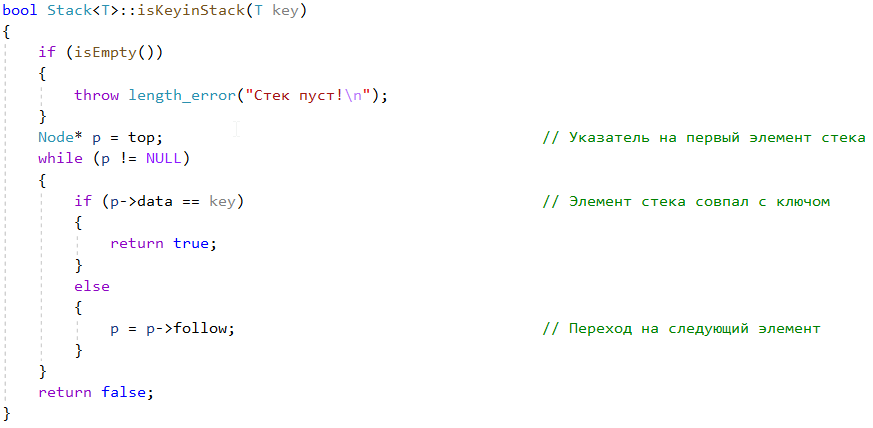 bool Stack<T>::isKeyinStack(T key)
{
    if (isEmpty())
    {
        throw length_error("Стек пуст!\n");
    }
    Node* p = top;                                          // Указатель на первый элемент стека
    while (p != NULL)
    {
        if (p->data == key)                                 // Элемент стека совпал с ключом
        {
            return true;
        }
        else
        {
            p = p->follow;                                  // Переход на следующий элемент
        }
    }
    return false;
}